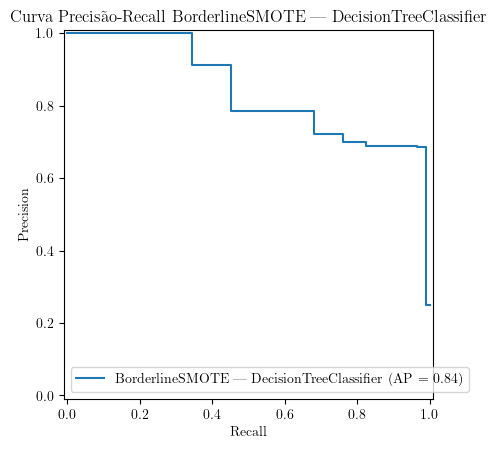 Curva Precisão-Recall BorderlineSMOTE — DecisionTreeClassifier
1.0
0.8
0.6
0.4
0.2
0.0
Precision
BorderlineSMOTE — DecisionTreeClassifier (AP = 0.84)
0.0 0.2 0.4 0.6 0.8 1.0
Recall